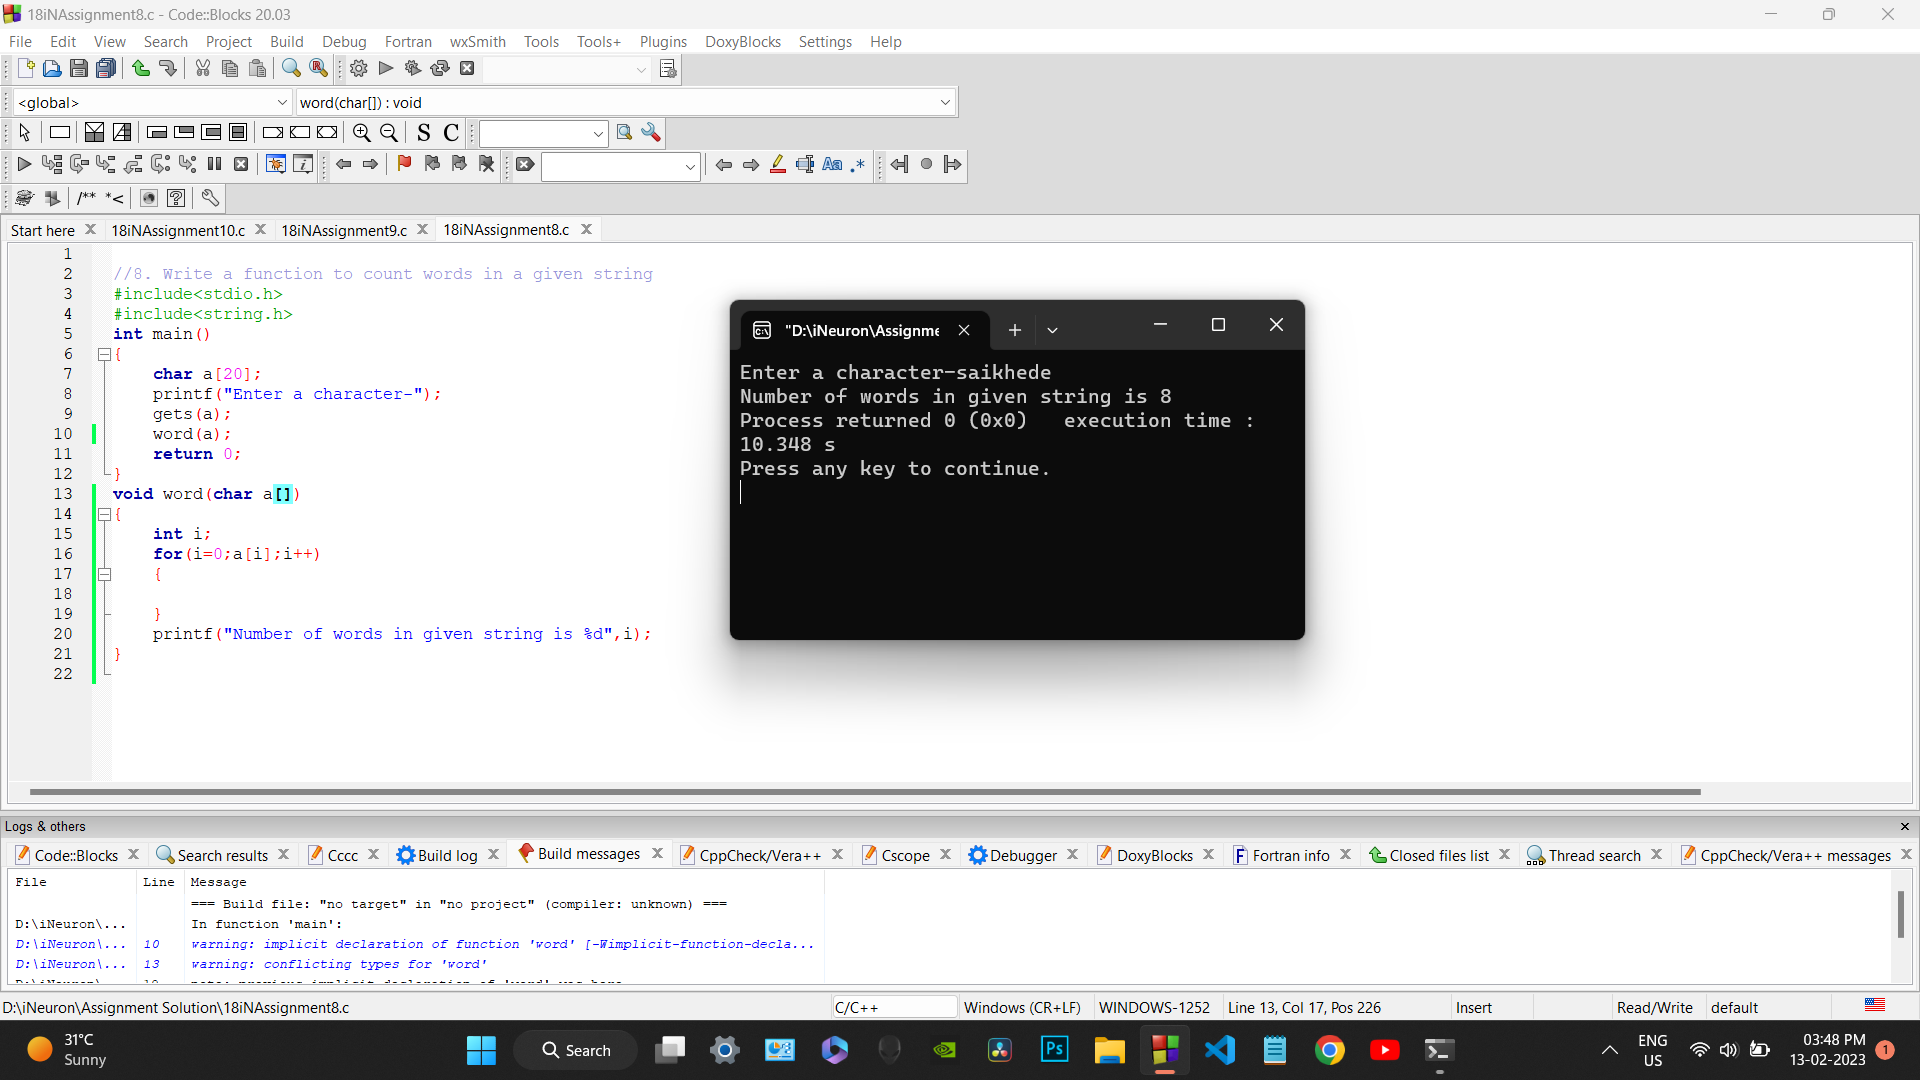 18iNAssignment8.c - Code::Blocks 20.03
File Edit View Search Project Build Debug Fortran wxSmith Tools Tools+ Plugins DoxyBlocks Settings Help
<global> word(char[]) : void
S C
Aa .*
/** *<
Start here 18iNAssignment10.c 18iNAssignment9.c 18iNAssignment8.c
1
2 //8. Write a function to count words in a given string
3 #include<stdio.h>
4 #include<string.h>
5 int main()
6 {
7 char a[20];
8 printf("Enter a character-");
9 gets(a);
10 word(a);
11 return 0;
12 }
13 void word(char a[])
14 {
15 int i;
16 for(i=0;a[i];i++)
17 {
18
19 }
20 printf("Number of words in given string is %d",i);
21 }
22
"D:\iNeuron\Assignme
Enter a character-saikhede
Number of words in given string is 8
Process returned 0 (0x0)   execution time :
10.348 s
Press any key to continue.
Logs & others
Code::Blocks Search results Cccc Build log Build messages CppCheck/Vera++ Cscope Debugger DoxyBlocks Fortran info Closed files list Thread search CppCheck/Vera++ messages
File Line Message
=== Build file: "no target" in "no project" (compiler: unknown) ===
D:\iNeuron\... In function 'main':
D:\iNeuron\... 10 warning: implicit declaration of function 'word' [-Wimplicit-function-decla...
D:\iNeuron\... 13 warning: conflicting types for 'word'
D:\iNeuron\Assignment Solution\18iNAssignment8.c C/C++ Windows (CR+LF) WINDOWS-1252 Line 13, Col 17, Pos 226 Insert Read/Write default
31°C
Sunny
Search
Ps
ENG
US
03:48 PM
13-02-2023
1